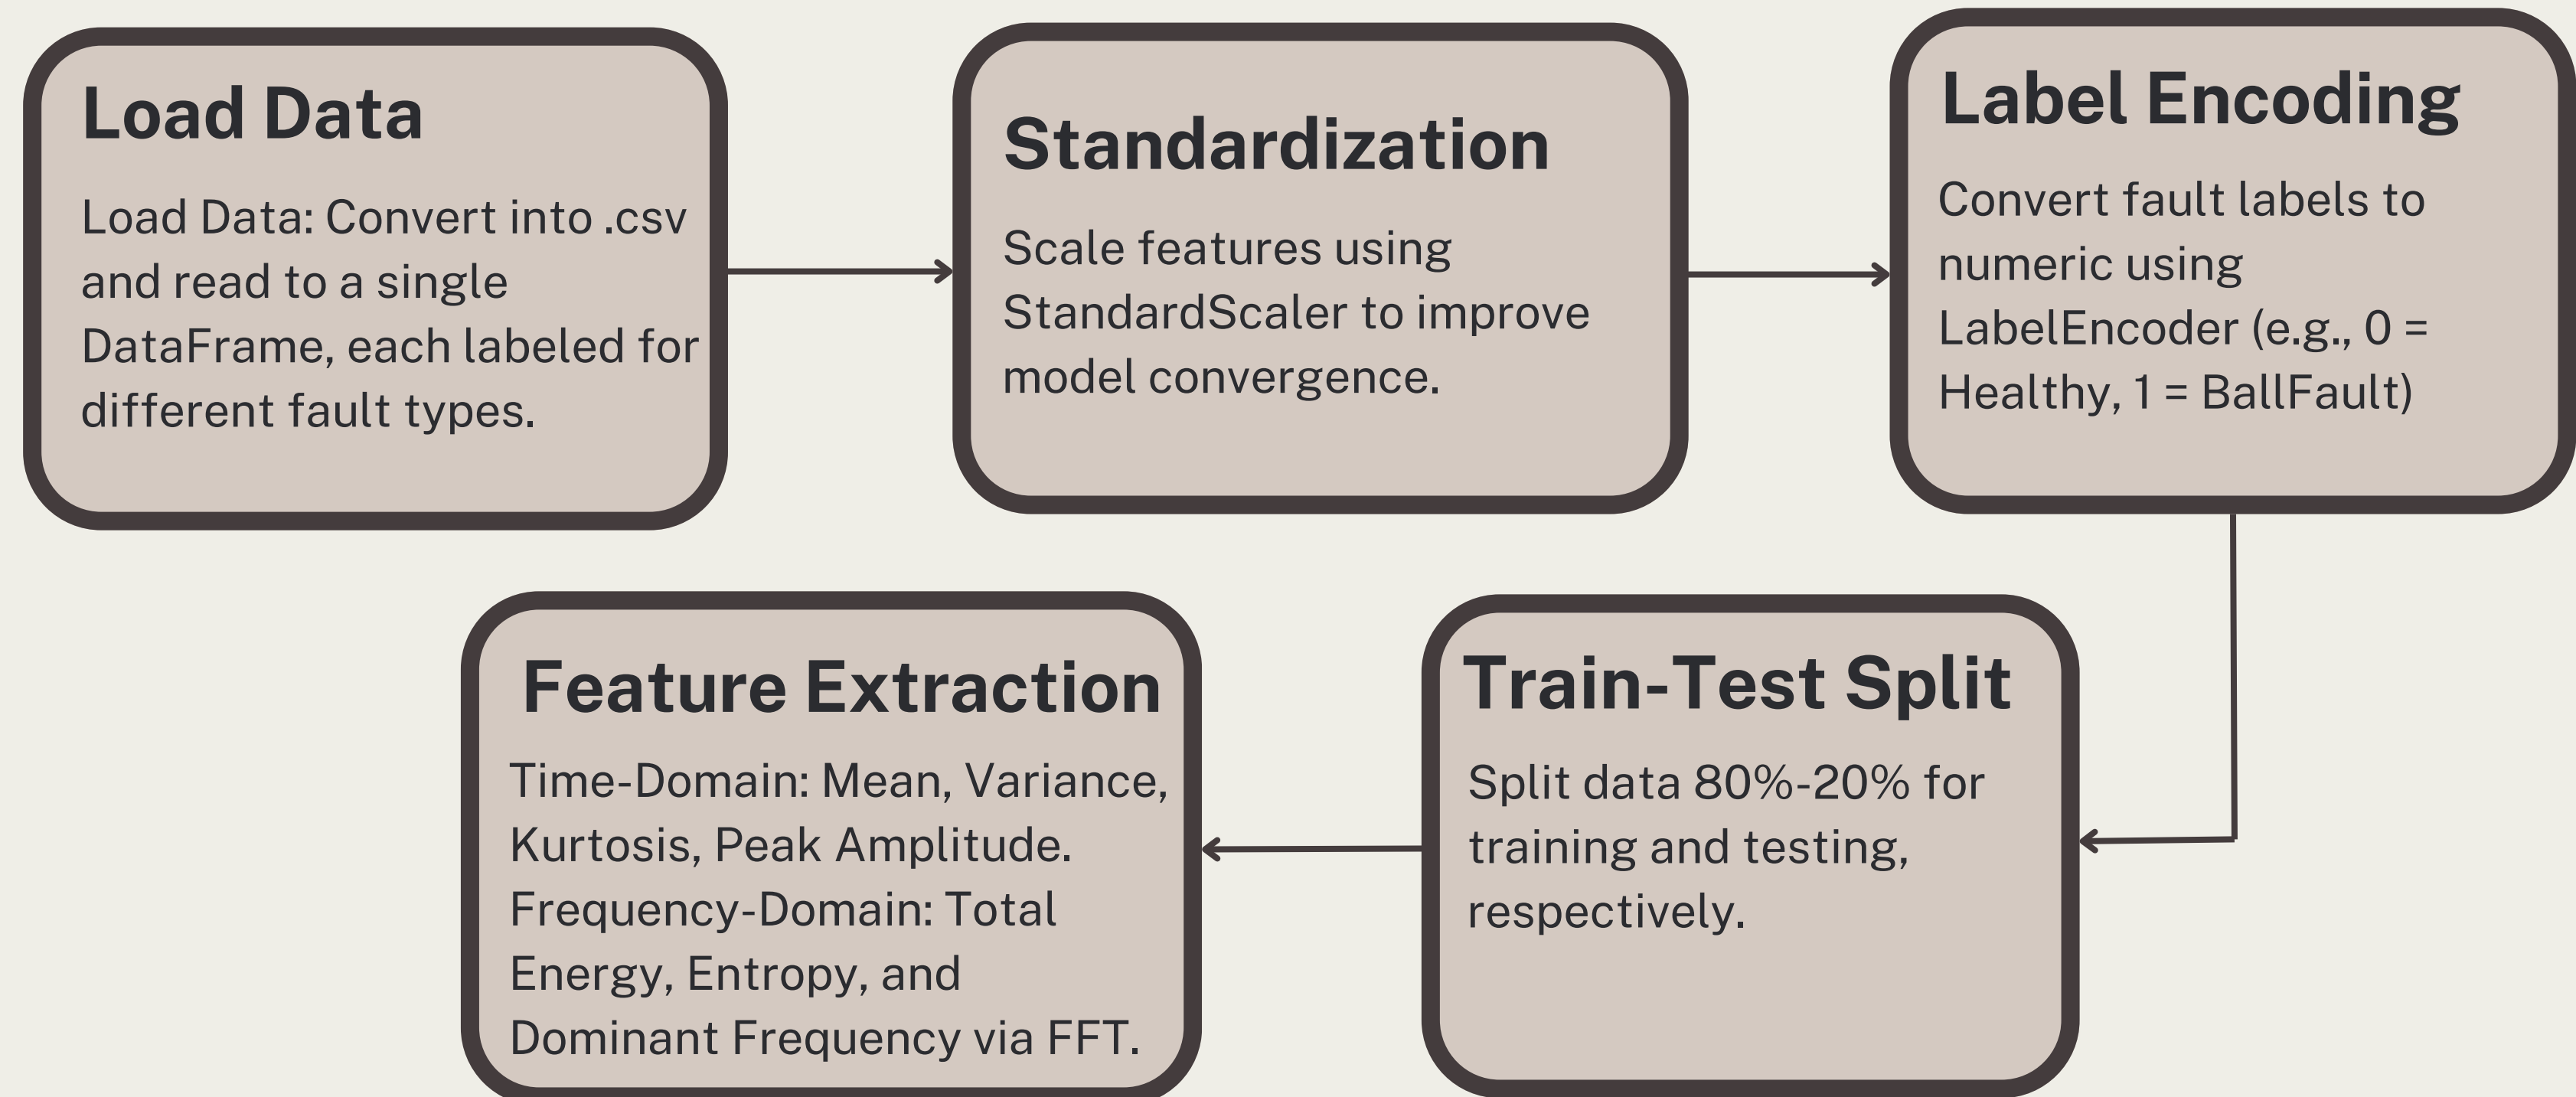 Load Data
Load Data: Convert into .csv
and read to a single
DataFrame, each labeled for
different fault types.
Standardization
Scale features using
StandardScaler to improve
model convergence.
Label Encoding
Convert fault labels to
numeric using
LabelEncoder (e.g., 0 =
Healthy, 1 = BallFault)
Train-Test Split
Split data 80%-20% for
training and testing,
respectively.
Feature Extraction
Time-Domain: Mean, Variance,
Kurtosis, Peak Amplitude.
Frequency-Domain: Total
Energy, Entropy, and
Dominant Frequency via FFT.